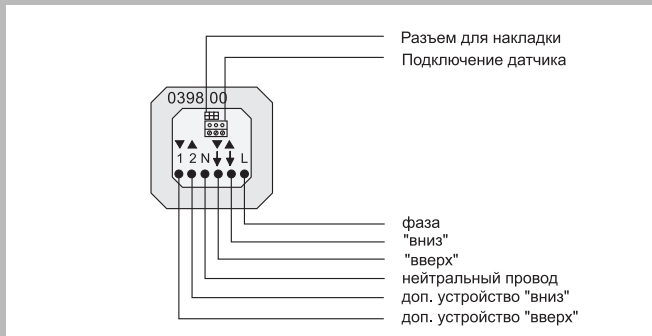 Разъем для накладки
Подключение датчика
0398 00
1 2 N L
фаза
"вниз"
"вверх"
нейтральный провод
доп. устройство "вниз"
доп. устройство "вверх"